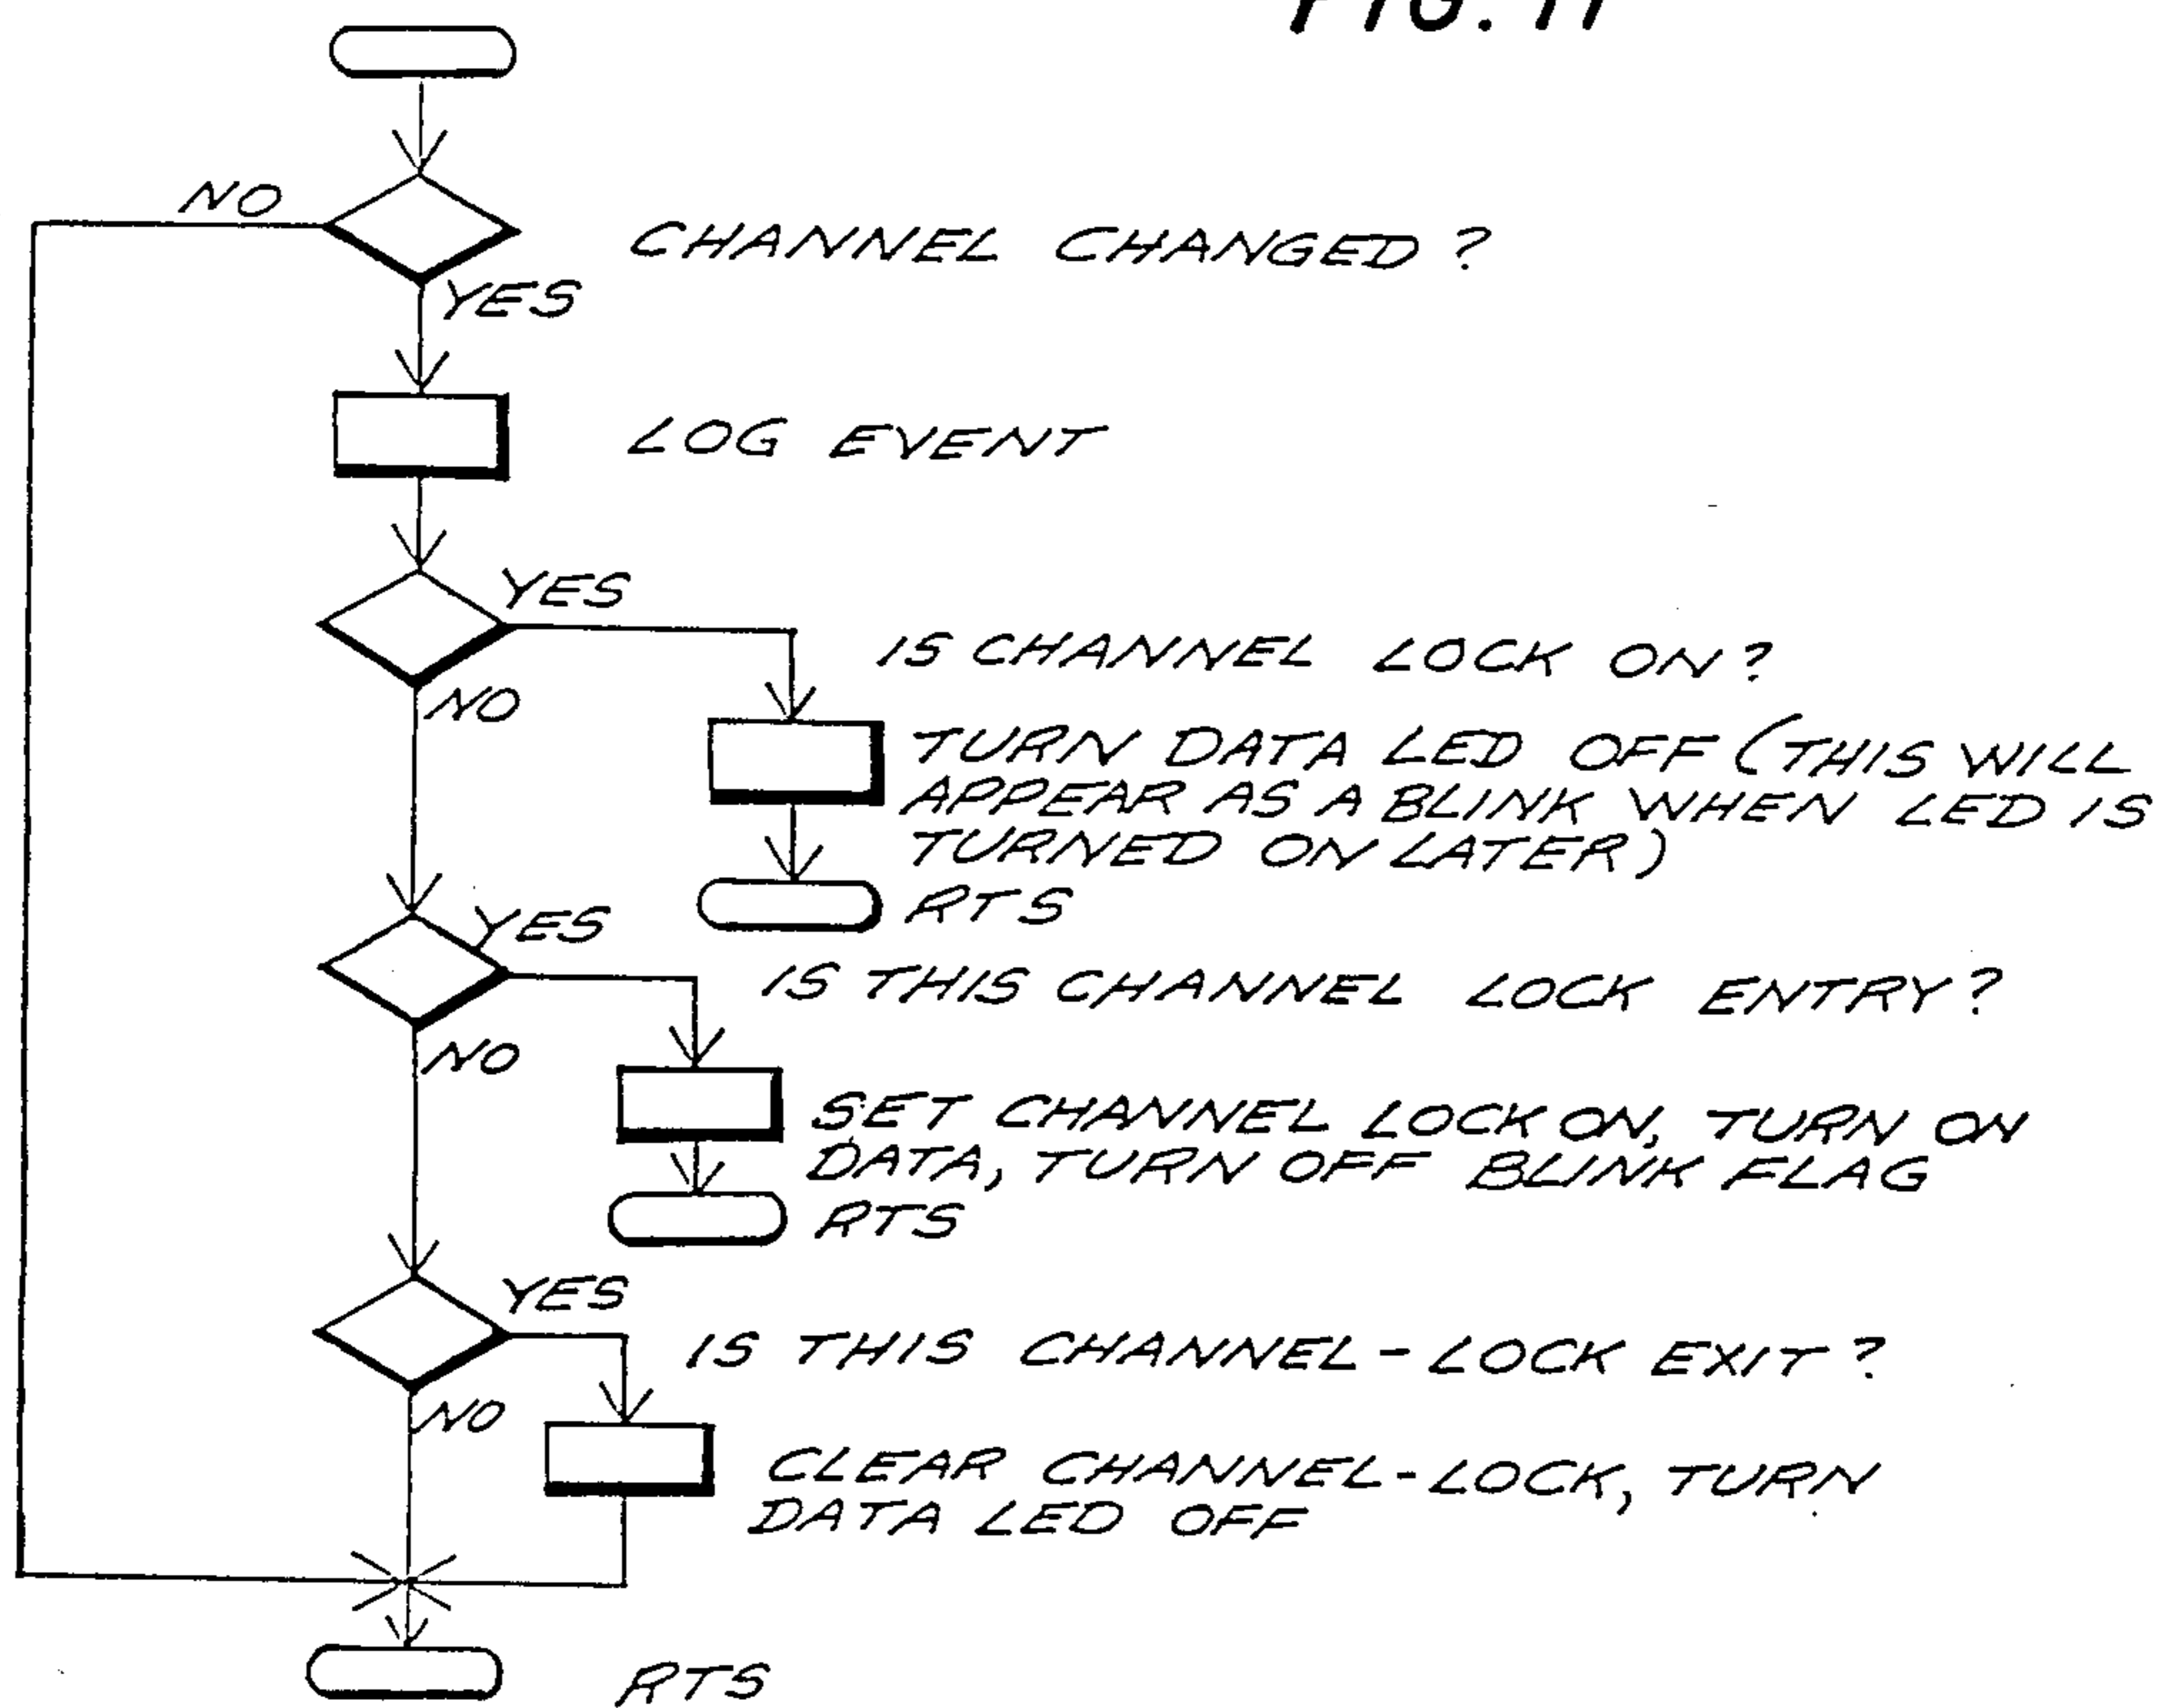 FIG. 11
NO
CHANNEL CHANGED?
YES
LOG EVENT
YES
IS CHANNEL LOCK ON?
NO
TURN DATA LED OFF (THIS WILL
APPEAR AS A BLINK WHEN LED IS
TURNED ON LATER)
RTS
YES
IS THIS CHANNEL LOCK ENTRY?
NO
SET CHANNEL LOCK ON, TURN ON
DATA, TURN OFF BLINK FLAG
RTS
YES
IS THIS CHANNEL-LOCK EXIT?
NO
CLEAR CHANNEL-LOCK, TURN
DATA LED OFF
RTS